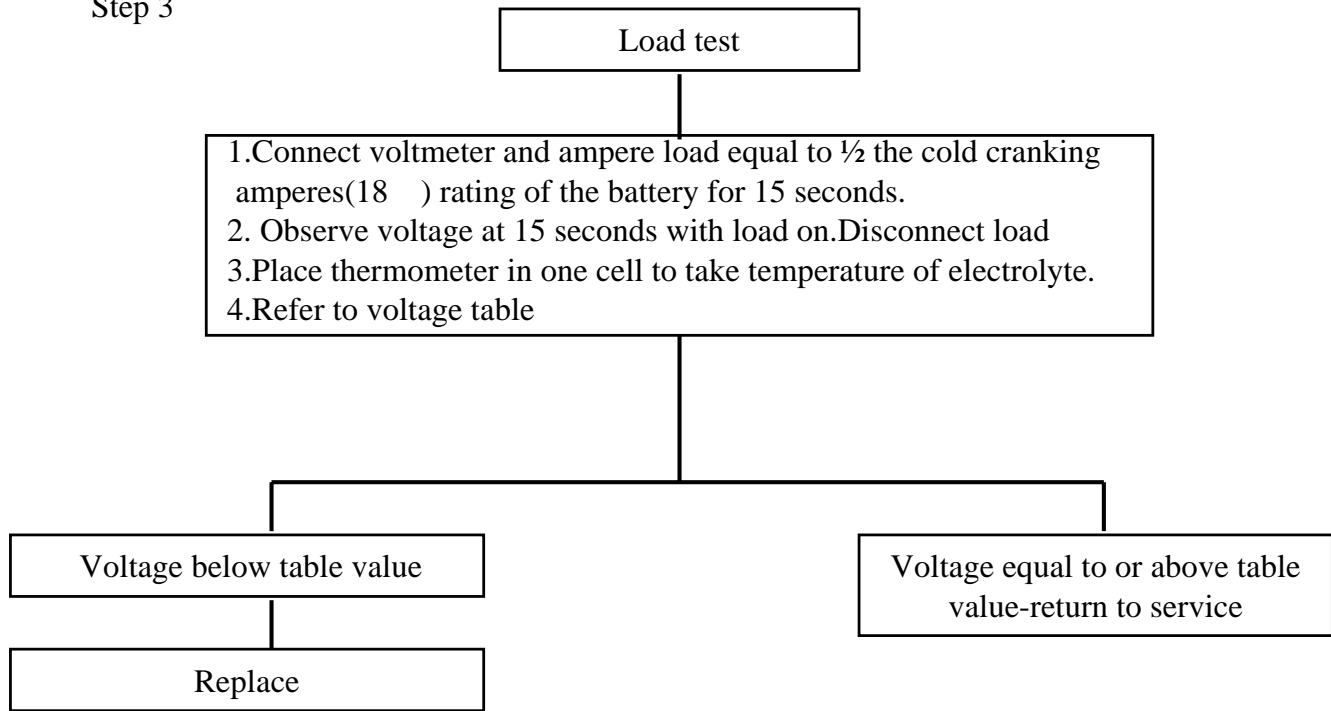 Step 3
Load test
1.Connect voltmeter and ampere load equal to ½ the cold cranking
amperes(18    ) rating of the battery for 15 seconds.
2. Observe voltage at 15 seconds with load on.Disconnect load
3.Place thermometer in one cell to take temperature of electrolyte.
4.Refer to voltage table
Voltage below table value
Voltage equal to or above table
value-return to service
Replace